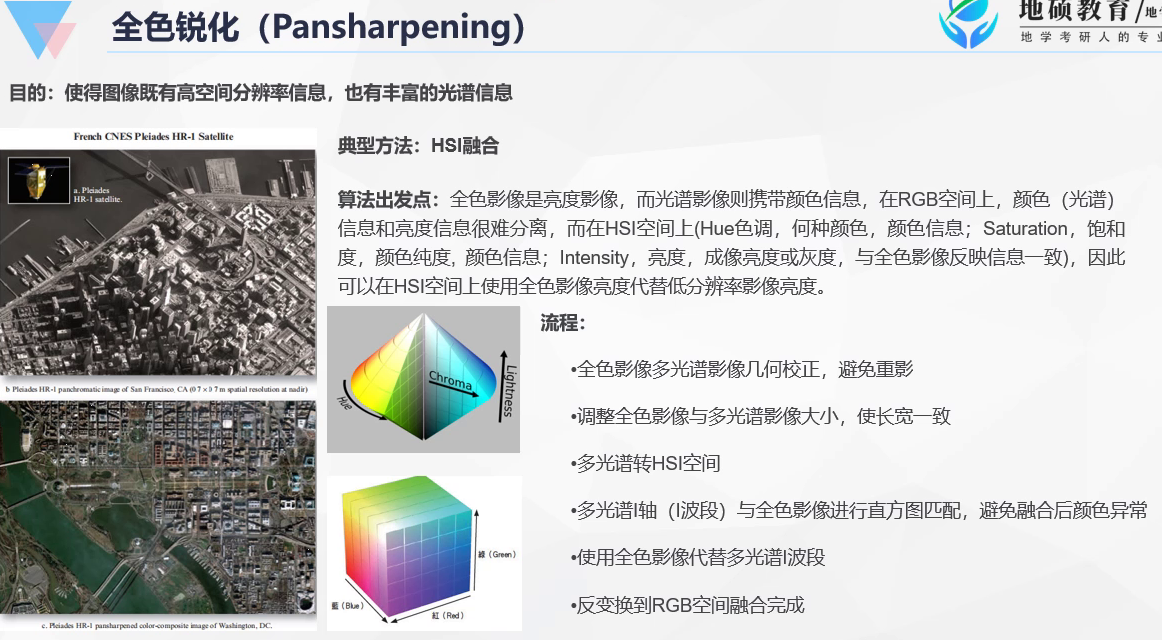 全色锐化（Pansharpening）
地硕教育/地
地 学 考 研 人 的 专 业
目的：使得图像既有高空间分辨率信息，也有丰富的光谱信息
French CNES Pleiades HR-1 Satellite
a. Pleiades
HR-1 satellite.
b Pleiades HR-1 panchromatic image of San Francisco, CA (0 7 × 0 7 m spatial resolution at nadir)
c. Pleiades HR-1 pansharpened color-composite image of Washington, DC.
典型方法：HSI融合
算法出发点：全色影像是亮度影像，而光谱影像则携带颜色信息，在RGB空间上，颜色（光谱）
信息和亮度信息很难分离，而在HSI空间上(Hue色调，何种颜色，颜色信息；Saturation，饱和
度，颜色纯度, 颜色信息；Intensity，亮度，成像亮度或灰度，与全色影像反映信息一致)，因此
可以在HSI空间上使用全色影像亮度代替低分辨率影像亮度。
Hue
Chroma
Lightness
綠（Green）
藍（Blue）
紅（Red）
流程：
•全色影像多光谱影像几何校正，避免重影
•调整全色影像与多光谱影像大小，使长宽一致
•多光谱转HSI空间
•多光谱I轴（I波段）与全色影像进行直方图匹配，避免融合后颜色异常
•使用全色影像代替多光谱I波段
•反变换到RGB空间融合完成